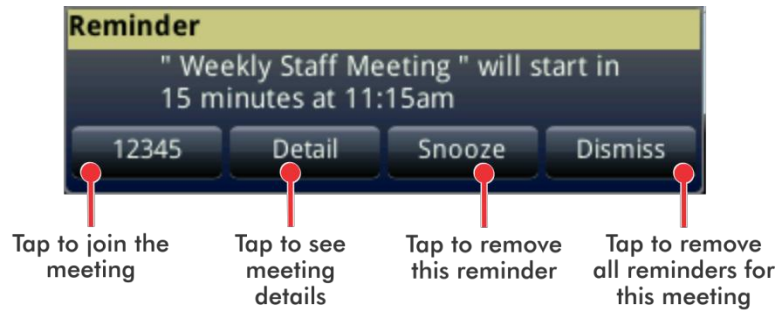 Reminder
" Weekly Staff Meeting " will start in
15 minutes at 11:15am
12345 Detail Snooze Dismiss
Tap to join the
meeting
Tap to see
meeting
details
Tap to remove
this reminder
Tap to remove
all reminders for
this meeting